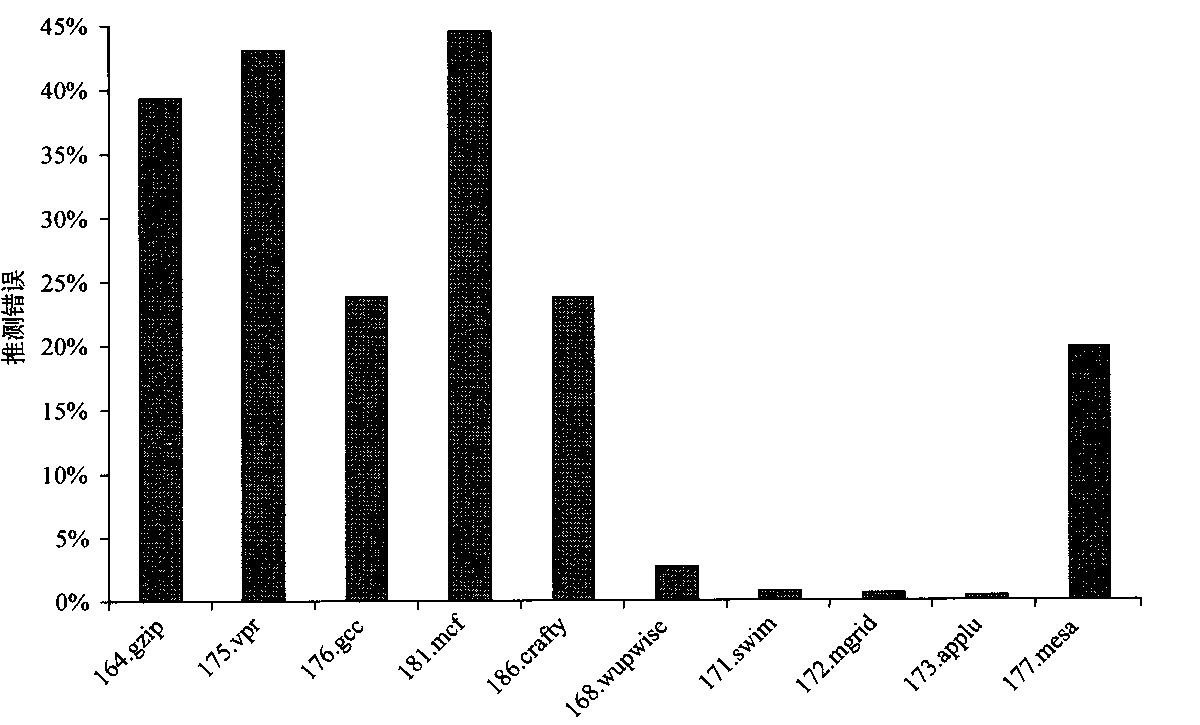 45%
40%
35%
30%
25%
20%
15%
10%
5%
0%
推测错误
164.gzip
175.vpr
176.gcc
181.mcf
186.crafty
168.wupwise
171.swim
172.mgrid
173.applu
177.mesa